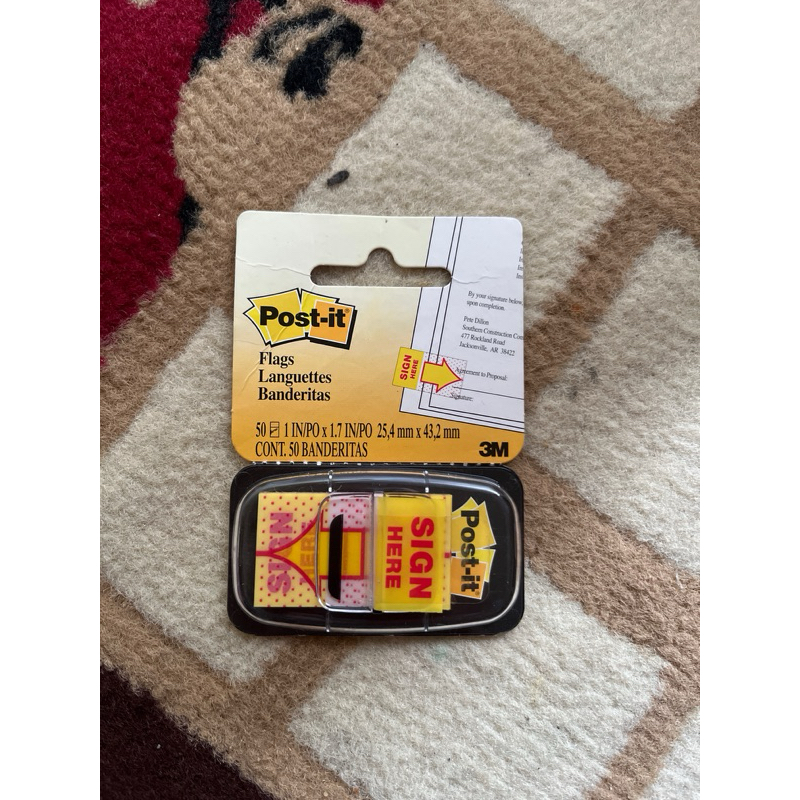 Post-it®
Flags
Languettes
Banderitas
50 1 IN/PO x 1.7 IN/PO 25,4 mm x 43,2 mm
CONT. 50 BANDERITAS
3M
By your signature below,
upon completion.
Pete Dillon
Southern Construction Com
477 Rockland Road
Jacksonville, AR 38422
SIGN
HERE
Agreement to Proposal:
Signature:
SIGN
HERE
Post-it
SIGN